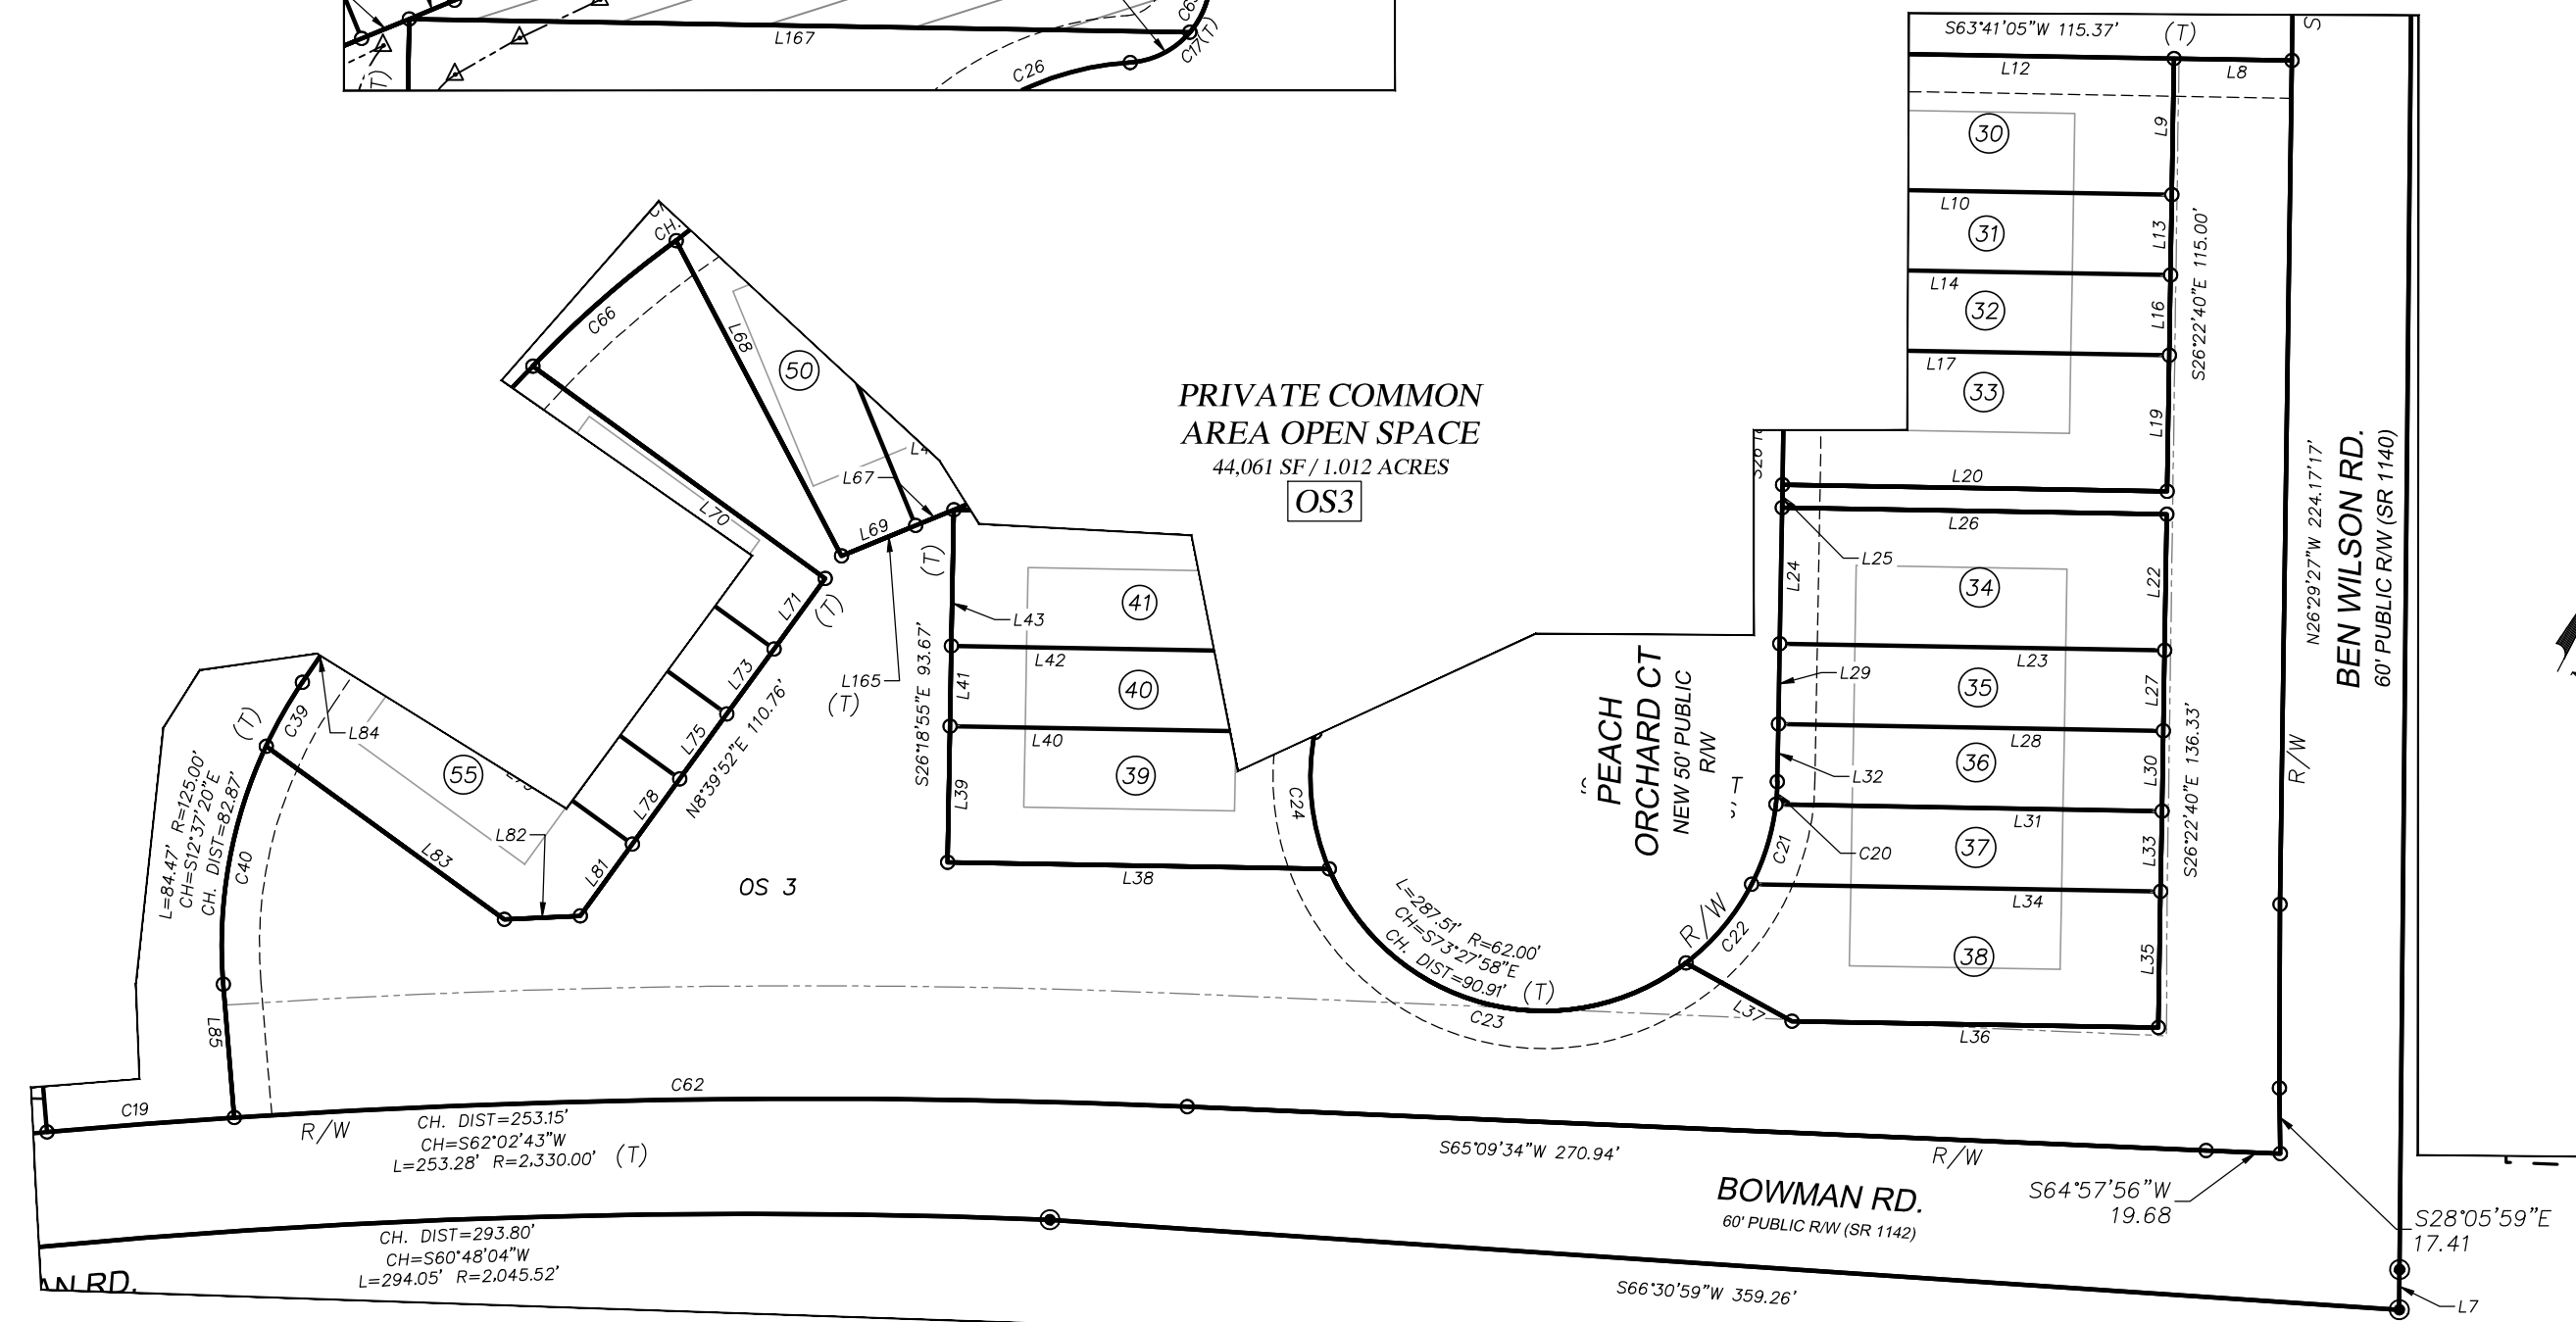 L167
C26
C17(T)
(T)
S63°41'05"W 115.37'
(T)
L12
L8
30
L9
L10
31
L13
L14
32
L16
S26°22'40"E 115.00'
L17
33
L19
L20
L26
L25
L24
34
L22
L23
L29
35
L27
L28
36
L32
L30
L31
37
C20
C21
L33
S26°22'40"E 136.33'
L34
38
C22
L35
L37
L36
CH.
C66
L68
50
L67
L69
L70
(T)
L71
(T)
L73
L75
L78
L81
N8°39'52"E 110.76'
L165
(T)
PRIVATE COMMON
AREA OPEN SPACE
44,061 SF / 1.012 ACRES
OS3
41
L43
L42
S26°18'55"E 93.67'
L41
40
L40
39
L39
L38
C24
PEACH
ORCHARD CT
NEW 50' PUBLIC
R/W
L=287.51' R=62.00'
CH=S73°27'58"E
CH. DIST=90.91' (T)
R/W
C23
N26°29'27"W 224.17'17'
BEN WILSON RD.
60' PUBLIC R/W (SR 1140)
R/W
(T)
C39
L84
55
L82
L83
L=84.47' R=125.00'
CH=S12°37'20"E
CH. DIST=82.87'
C40
OS 3
L85
C62
C19
R/W
CH. DIST=253.15'
CH=S62°02'43"W
L=253.28' R=2,330.00' (T)
S65°09'34"W 270.94'
R/W
BOWMAN RD.
60' PUBLIC R/W (SR 1142)
S64°57'56"W
19.68
S28°05'59"E
17.41
CH. DIST=293.80'
CH=S60°48'04"W
L=294.05' R=2,045.52'
S66°30'59"W 359.26'
L7
AN RD.